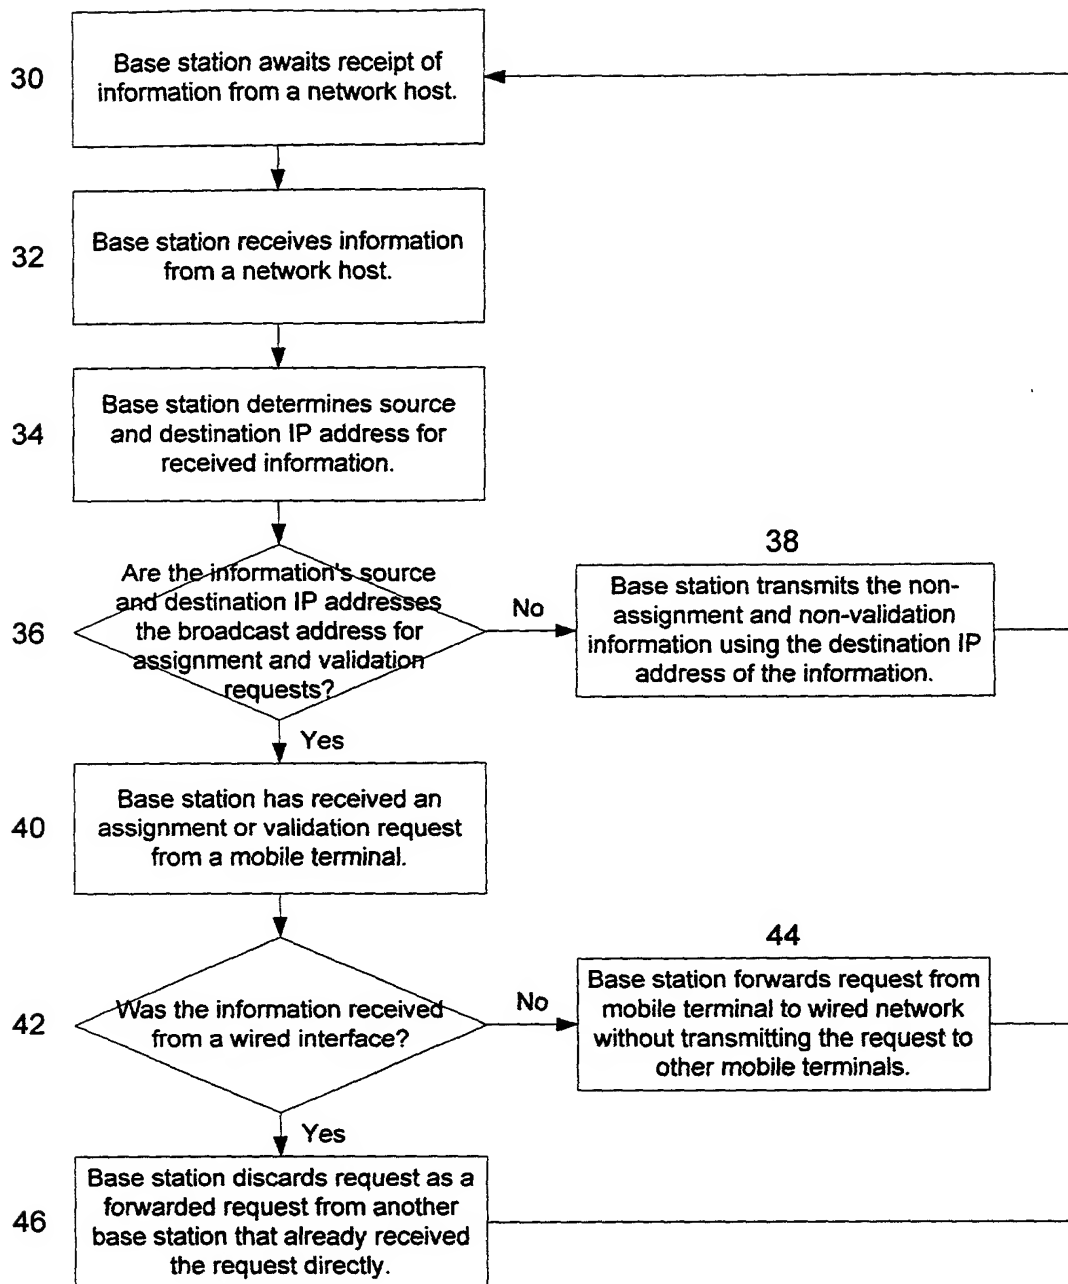 30
Base station awaits receipt of
information from a network host.
32
Base station receives information
from a network host.
34
Base station determines source
and destination IP address for
received information.
36
Are the information's source
and destination IP addresses
the broadcast address for
assignment and validation
requests?
No
38
Base station transmits the non-
assignment and non-validation
information using the destination IP
address of the information.
Yes
40
Base station has received an
assignment or validation request
from a mobile terminal.
42
Was the information received
from a wired interface?
No
44
Base station forwards request from
mobile terminal to wired network
without transmitting the request to
other mobile terminals.
Yes
46
Base station discards request as a
forwarded request from another
base station that already received
the request directly.